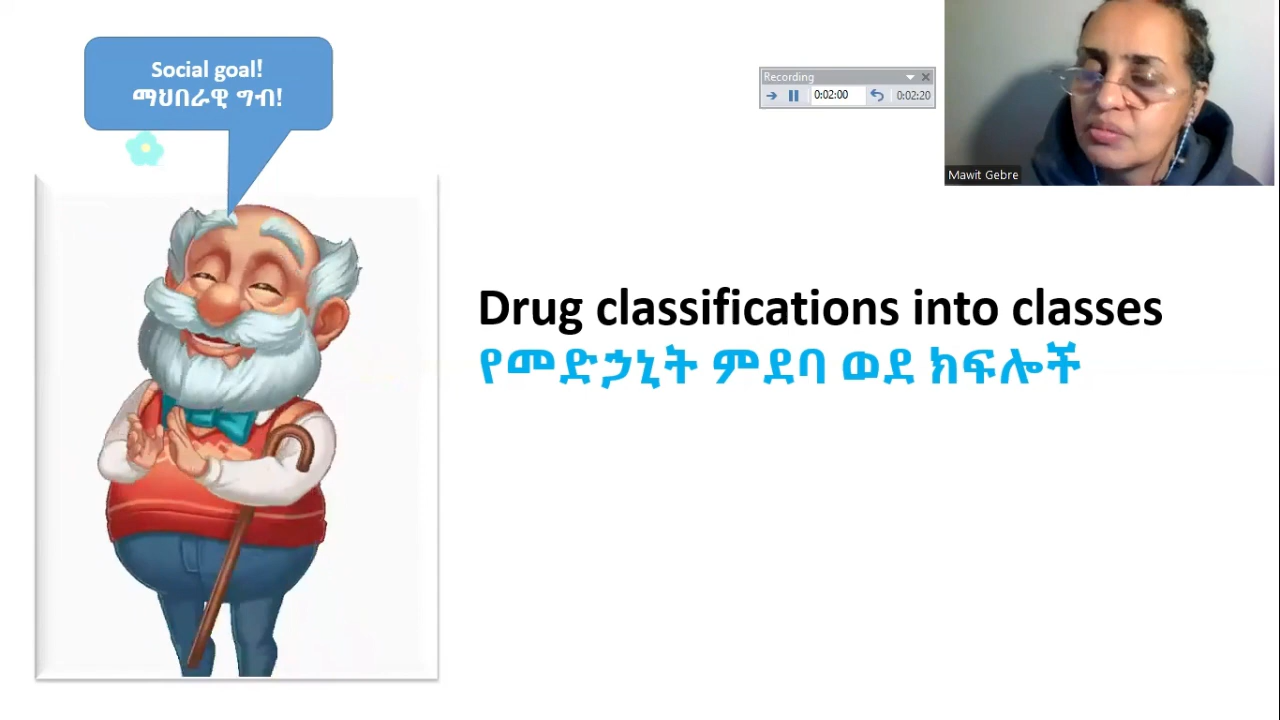 Social goal!
ማህበራዊ ግብ!
Recording
0:02:00
0:02:20
Mawit Gebre
Drug classifications into classes
የመድኃኒት ምደባ ወደ ክፍሎች